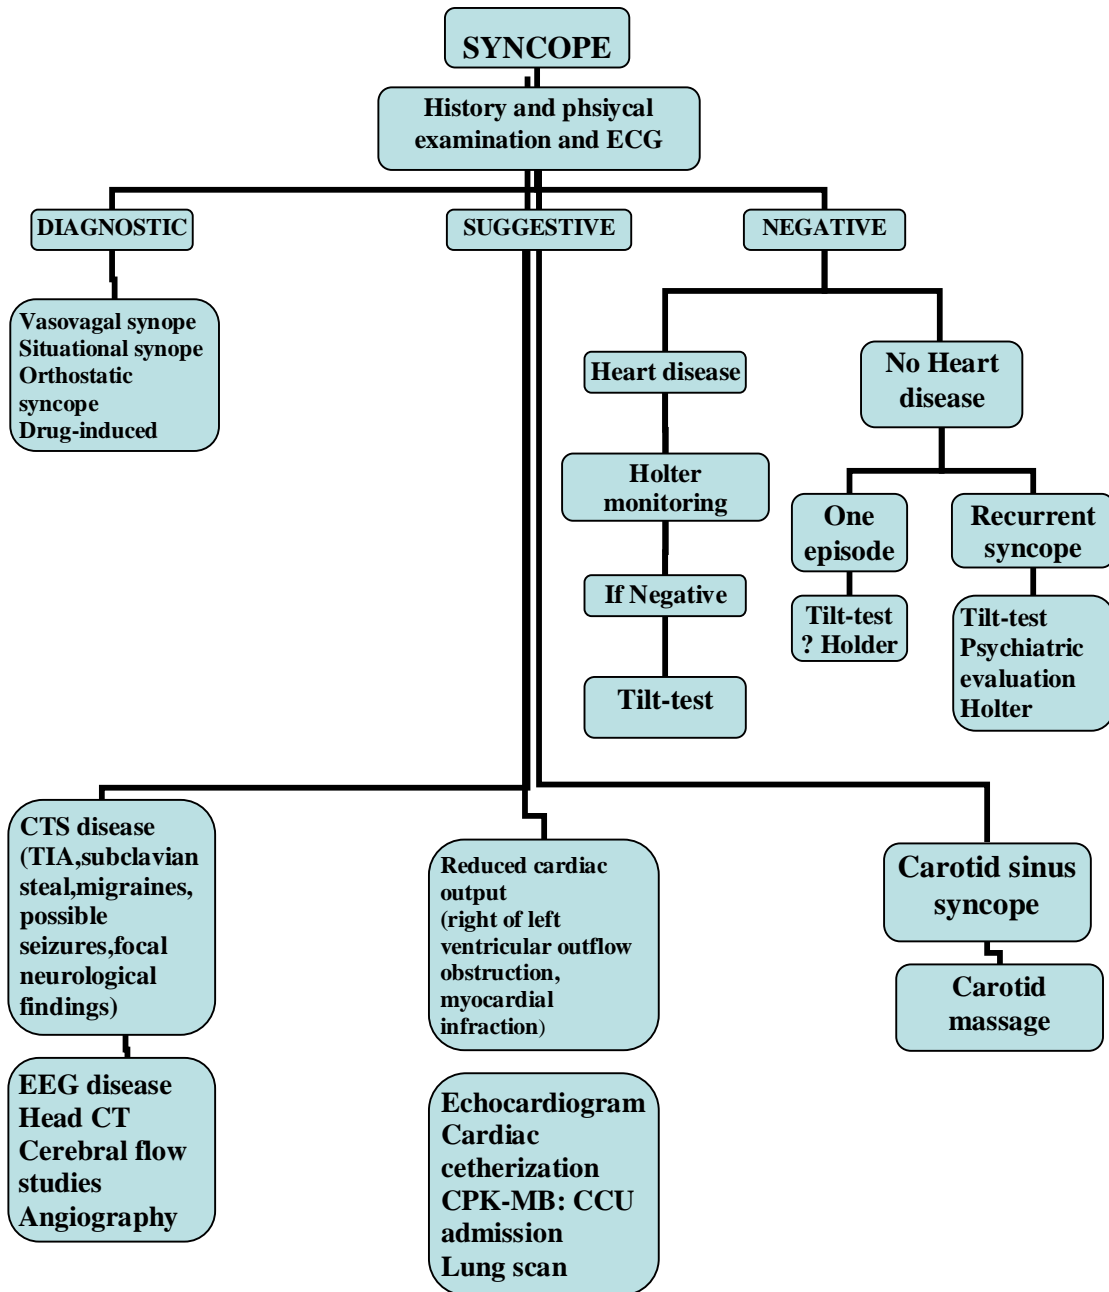 SYNCOPE
History and phsiycal
examination and ECG
DIAGNOSTIC
SUGGESTIVE
NEGATIVE
Vasovagal synope
Situational synope
Orthostatic
syncope
Drug-induced
Heart disease
No Heart
disease
Holter
monitoring
One
episode
Recurrent
syncope
If Negative
Tilt-test
? Holder
Tilt-test
Psychiatric
evaluation
Holter
Tilt-test
CTS disease
(TIA,subclavian
steal,migraines,
possible
seizures,focal
neurological
findings)
Reduced cardiac
output
(right of left
ventricular outflow
obstruction,
myocardial
infraction)
Carotid sinus
syncope
Carotid
massage
EEG disease
Head CT
Cerebral flow
studies
Angiography
Echocardiogram
Cardiac
cetherization
CPK-MB: CCU
admission
Lung scan